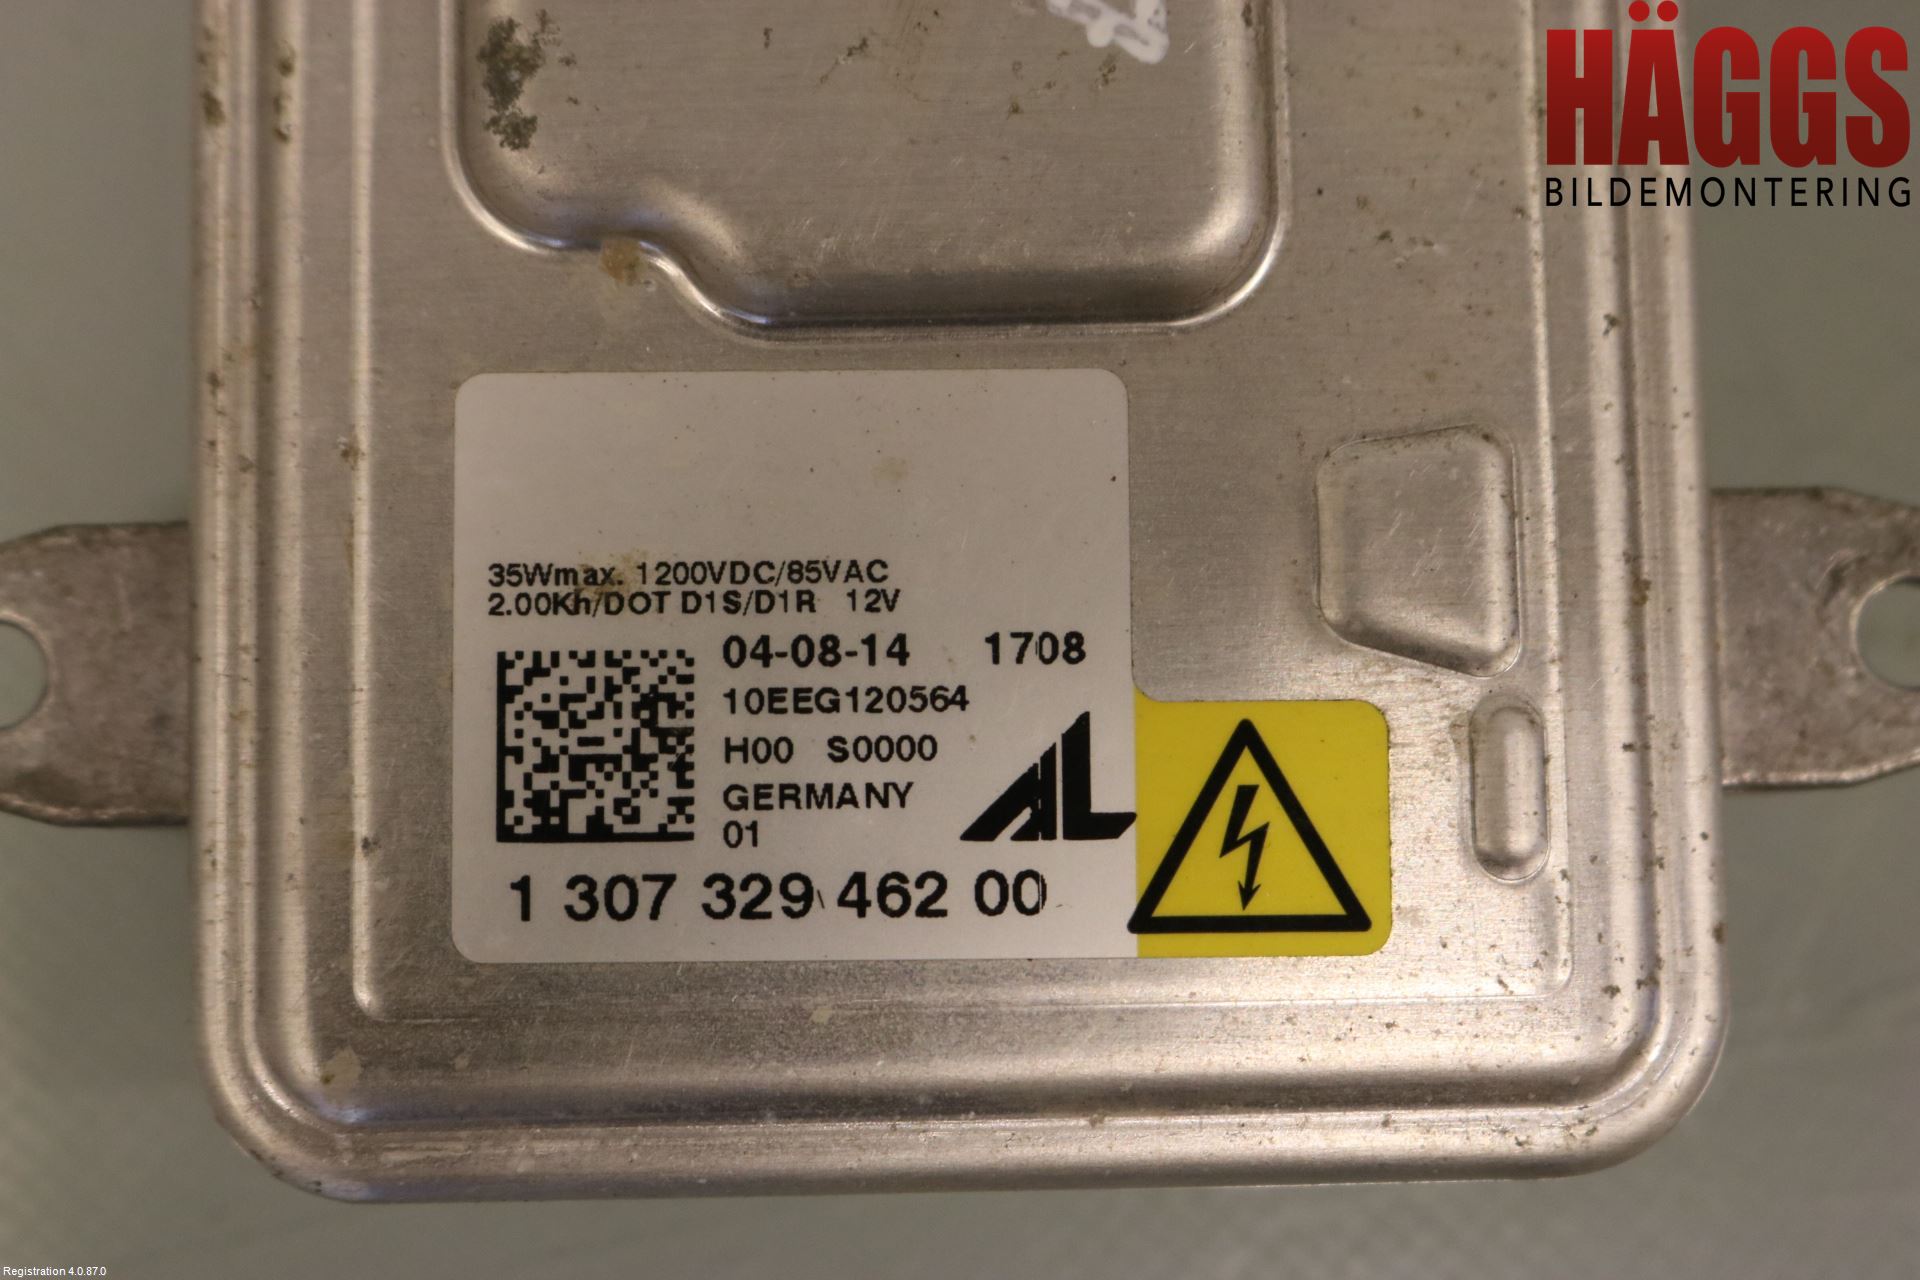 HÄGGS
BILDEMONTERING
35Wmax. 1200VDC/85VAC
2.00Kh/DOT D1S/D1R 12V
04-08-14 1708
10EEG120564
H00 S0000
GERMANY
01
AL
1 307 329 462 00
Registration 4.0.87.0